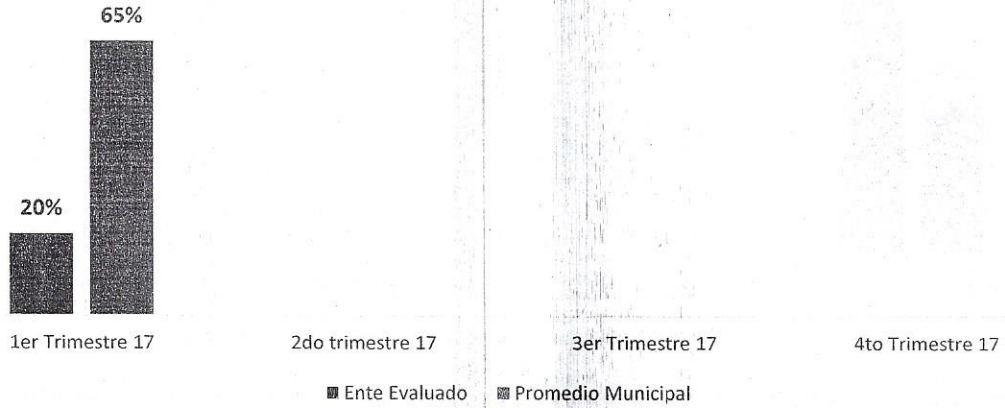 65%
20%
1er Trimestre 17 2do trimestre 17 3er Trimestre 17 4to Trimestre 17
Ente Evaluado Promedio Municipal